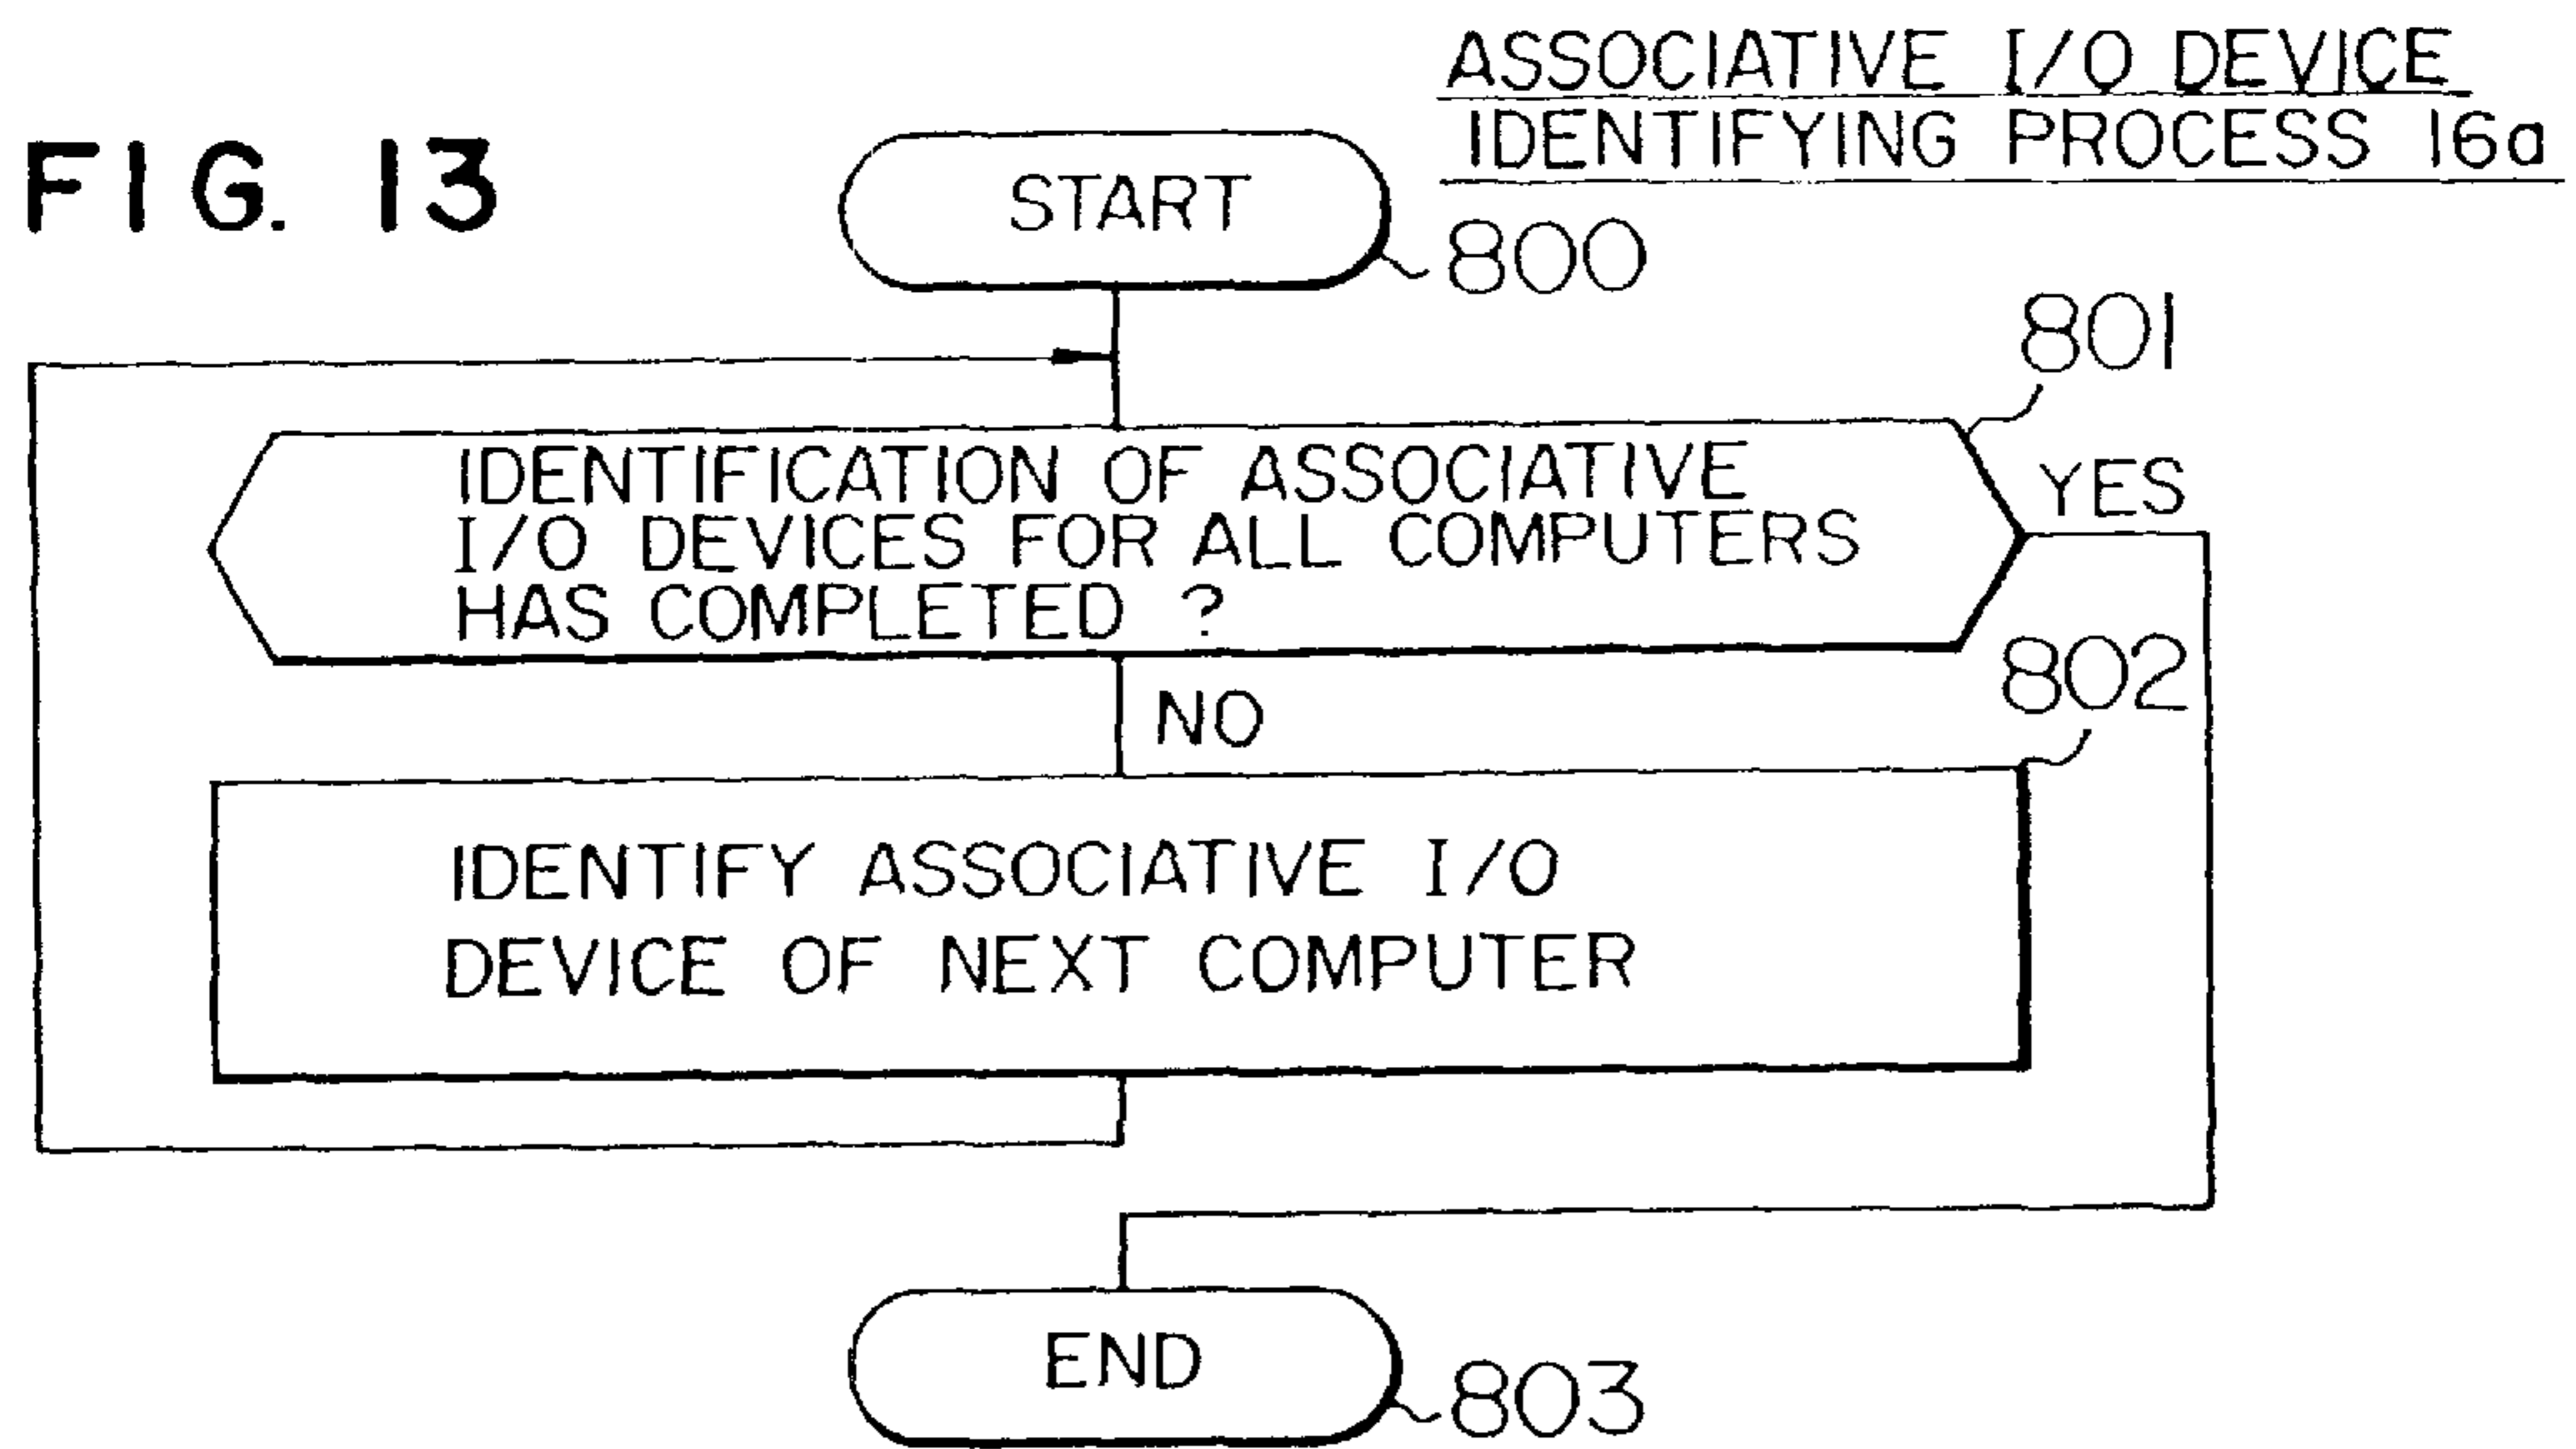 FIG. 13
ASSOCIATIVE I/O DEVICE
IDENTIFYING PROCESS 16a
START
800
801
IDENTIFICATION OF ASSOCIATIVE
I/O DEVICES FOR ALL COMPUTERS
HAS COMPLETED ?
YES
NO
802
IDENTIFY ASSOCIATIVE I/O
DEVICE OF NEXT COMPUTER
END
803